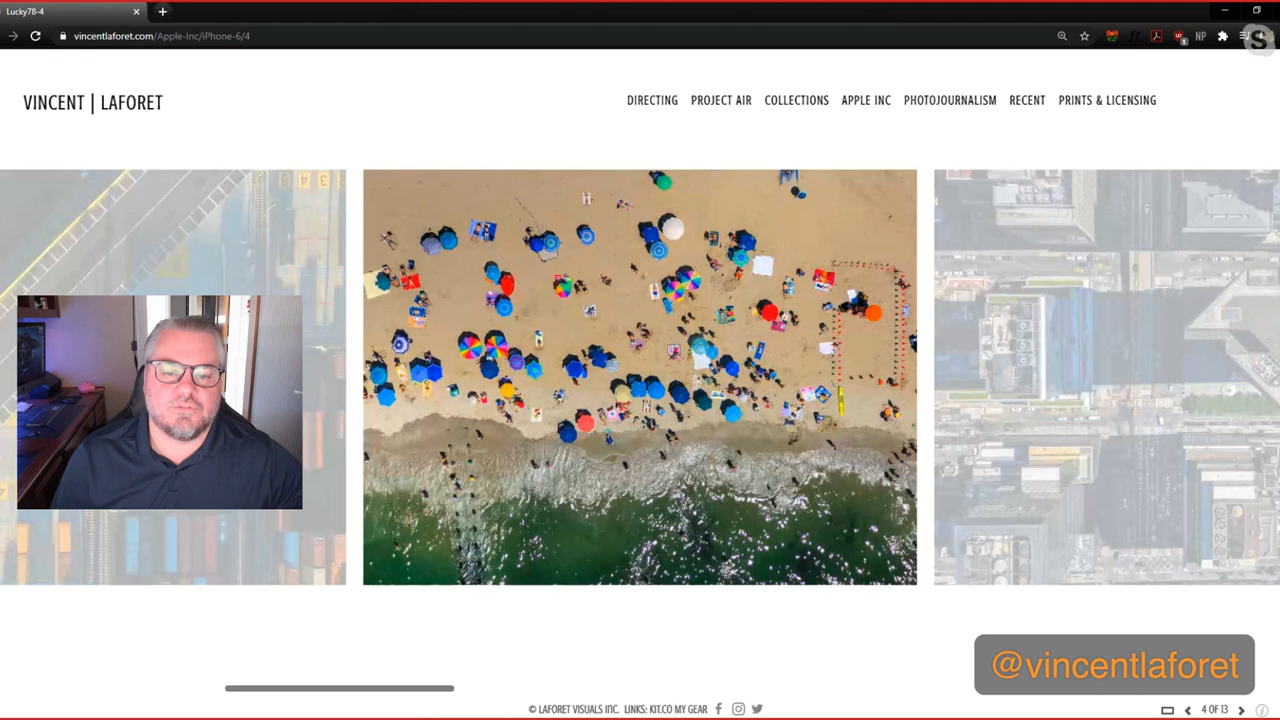 Lucky78-4
vincentlaforet.com/Apple-Inc/iPhone-6/4
NP
VINCENT | LAFORET
DIRECTING PROJECT AIR COLLECTIONS APPLE INC PHOTOJOURNALISM RECENT PRINTS & LICENSING
@vincentlaforet
© LAFORET VISUALS INC. LINKS: KIT.CO MY GEAR
4 OF 13